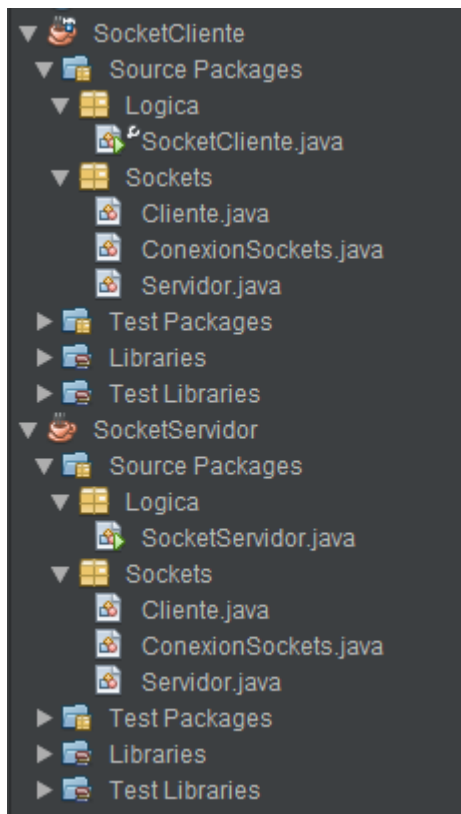 SocketCliente
Source Packages
Logica
SocketCliente.java
Sockets
Cliente.java
ConexionSockets.java
Servidor.java
Test Packages
Libraries
Test Libraries
SocketServidor
Source Packages
Logica
SocketServidor.java
Sockets
Cliente.java
ConexionSockets.java
Servidor.java
Test Packages
Libraries
Test Libraries